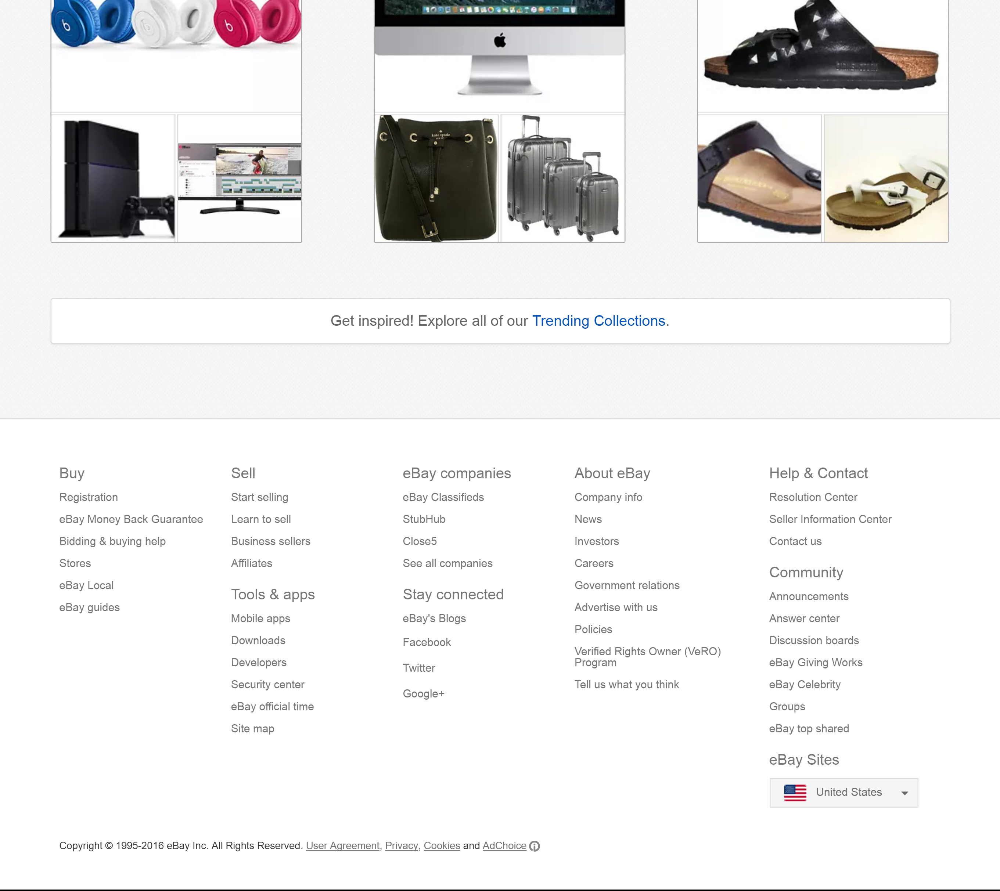 kate spade
Get inspired! Explore all of our Trending Collections.
Buy
Registration
eBay Money Back Guarantee
Bidding & buying help
Stores
eBay Local
eBay guides
Sell
Start selling
Learn to sell
Business sellers
Affiliates
Tools & apps
Mobile apps
Downloads
Developers
Security center
eBay official time
Site map
eBay companies
eBay Classifieds
StubHub
Close5
See all companies
Stay connected
eBay's Blogs
Facebook
Twitter
Google+
About eBay
Company info
News
Investors
Careers
Government relations
Advertise with us
Policies
Verified Rights Owner (VeRO)
Program
Tell us what you think
Help & Contact
Resolution Center
Seller Information Center
Contact us
Community
Announcements
Answer center
Discussion boards
eBay Giving Works
eBay Celebrity
Groups
eBay top shared
eBay Sites
United States
Copyright © 1995-2016 eBay Inc. All Rights Reserved. User Agreement, Privacy, Cookies and AdChoice